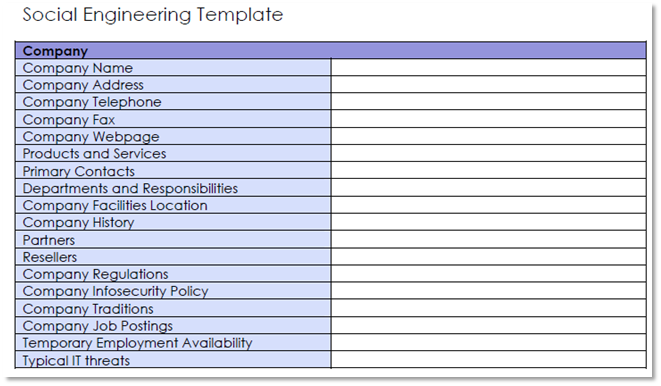 Social Engineering Template
Company
Company Name
Company Address
Company Telephone
Company Fax
Company Webpage
Products and Services
Primary Contacts
Departments and Responsibilities
Company Facilities Location
Company History
Partners
Resellers
Company Regulations
Company Infosecurity Policy
Company Traditions
Company Job Postings
Temporary Employment Availability
Typical IT threats